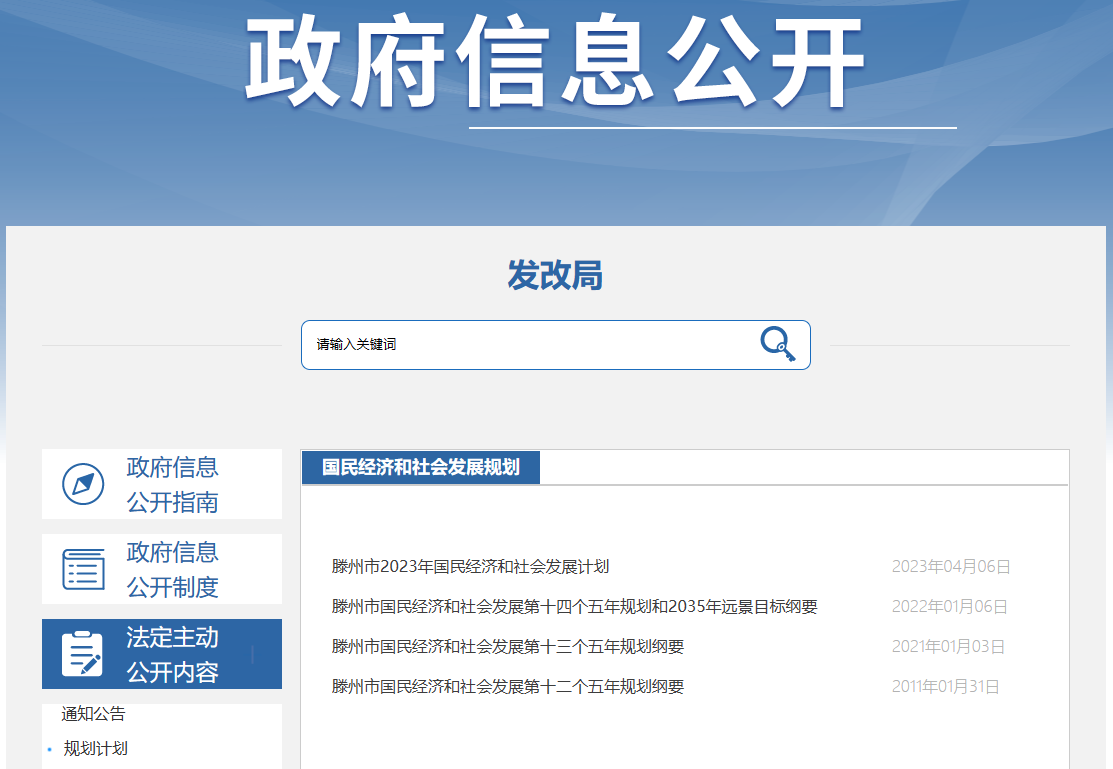 政府信息公开
发改局
请输入关键词
政府信息
公开指南
政府信息
公开制度
法定主动
公开内容
通知公告
规划计划
国民经济和社会发展规划
滕州市2023年国民经济和社会发展计划 2023年04月06日
滕州市国民经济和社会发展第十四个五年规划和2035年远景目标纲要 2022年01月06日
滕州市国民经济和社会发展第十三个五年规划纲要 2021年01月03日
滕州市国民经济和社会发展第十二个五年规划纲要 2011年01月31日